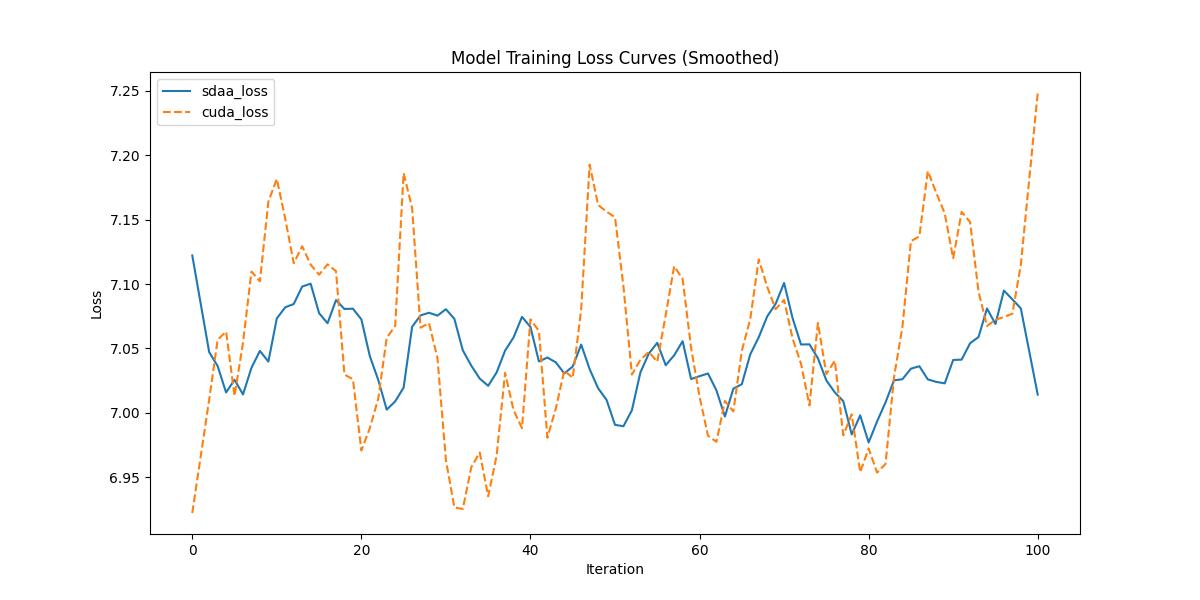 Model Training Loss Curves (Smoothed)
sdaa_loss
cuda_loss
7.25
7.20
7.15
7.10
7.05
7.00
6.95
Loss
0 20 40 60 80 100
Iteration